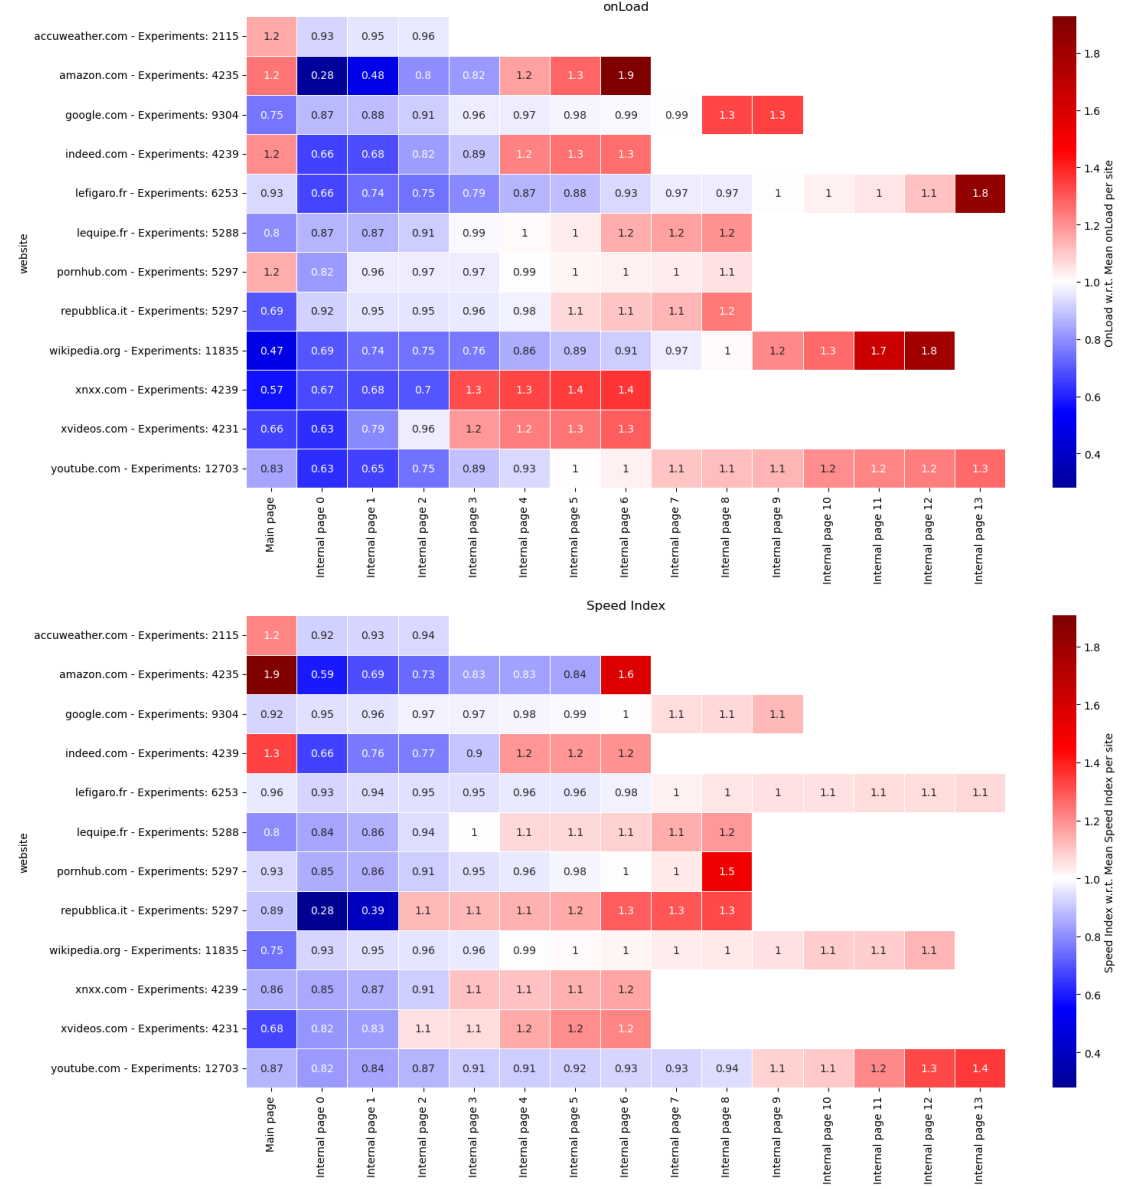 onLoad
accuweather.com - Experiments: 2115 1.2 0.93 0.95 0.96
amazon.com - Experiments: 4235 1.2 0.28 0.48 0.8 0.82 1.2 1.3 1.9
google.com - Experiments: 9304 0.75 0.87 0.88 0.91 0.96 0.97 0.98 0.99 0.99 1.3 1.3
indeed.com - Experiments: 4239 1.2 0.66 0.68 0.82 0.89 1.2 1.3 1.3
lefigaro.fr - Experiments: 6253 0.93 0.66 0.74 0.75 0.79 0.87 0.88 0.93 0.97 0.97 1 1 1 1.1 1.8
lequipe.fr - Experiments: 5288 0.8 0.87 0.87 0.91 0.99 1 1 1.2 1.2 1.2
pornhub.com - Experiments: 5297 1.2 0.82 0.96 0.97 0.97 0.99 1 1 1 1.1
repubblica.it - Experiments: 5297 0.69 0.92 0.95 0.95 0.96 0.98 1.1 1.1 1.1 1.2
wikipedia.org - Experiments: 11835 0.47 0.69 0.74 0.75 0.76 0.86 0.89 0.91 0.97 1 1.2 1.3 1.7 1.8
xnxx.com - Experiments: 4239 0.57 0.67 0.68 0.7 1.3 1.3 1.4 1.4
xvideos.com - Experiments: 4231 0.66 0.63 0.79 0.96 1.2 1.2 1.3 1.3
youtube.com - Experiments: 12703 0.83 0.63 0.65 0.75 0.89 0.93 1 1 1.1 1.1 1.1 1.2 1.2 1.2 1.3
website
Main page
Internal page 0
Internal page 1
Internal page 2
Internal page 3
Internal page 4
Internal page 5
Internal page 6
Internal page 7
Internal page 8
Internal page 9
Internal page 10
Internal page 11
Internal page 12
Internal page 13
1.8
1.6
1.4
1.2
1.0
0.8
0.6
0.4
OnLoad w.r.t. Mean onLoad per site
Speed Index
accuweather.com - Experiments: 2115 1.2 0.92 0.93 0.94
amazon.com - Experiments: 4235 1.9 0.59 0.69 0.73 0.83 0.83 0.84 1.6
google.com - Experiments: 9304 0.92 0.95 0.96 0.97 0.97 0.98 0.99 1 1.1 1.1 1.1
indeed.com - Experiments: 4239 1.3 0.66 0.76 0.77 0.9 1.2 1.2 1.2
lefigaro.fr - Experiments: 6253 0.96 0.93 0.94 0.95 0.95 0.96 0.96 0.98 1 1 1 1.1 1.1 1.1 1.1
lequipe.fr - Experiments: 5288 0.8 0.84 0.86 0.94 1 1.1 1.1 1.1 1.1 1.2
pornhub.com - Experiments: 5297 0.93 0.85 0.86 0.91 0.95 0.96 0.98 1 1 1.5
repubblica.it - Experiments: 5297 0.89 0.28 0.39 1.1 1.1 1.1 1.2 1.3 1.3 1.3
wikipedia.org - Experiments: 11835 0.75 0.93 0.95 0.96 0.96 0.99 1 1 1 1 1 1.1 1.1 1.1
xnxx.com - Experiments: 4239 0.86 0.85 0.87 0.91 1.1 1.1 1.1 1.2
xvideos.com - Experiments: 4231 0.68 0.82 0.83 1.1 1.1 1.2 1.2 1.2
youtube.com - Experiments: 12703 0.87 0.82 0.84 0.87 0.91 0.91 0.92 0.93 0.93 0.94 1.1 1.1 1.2 1.3 1.4
website
Main page
Internal page 0
Internal page 1
Internal page 2
Internal page 3
Internal page 4
Internal page 5
Internal page 6
Internal page 7
Internal page 8
Internal page 9
Internal page 10
Internal page 11
Internal page 12
Internal page 13
1.8
1.6
1.4
1.2
1.0
0.8
0.6
0.4
Speed Index w.r.t. Mean Speed Index per site